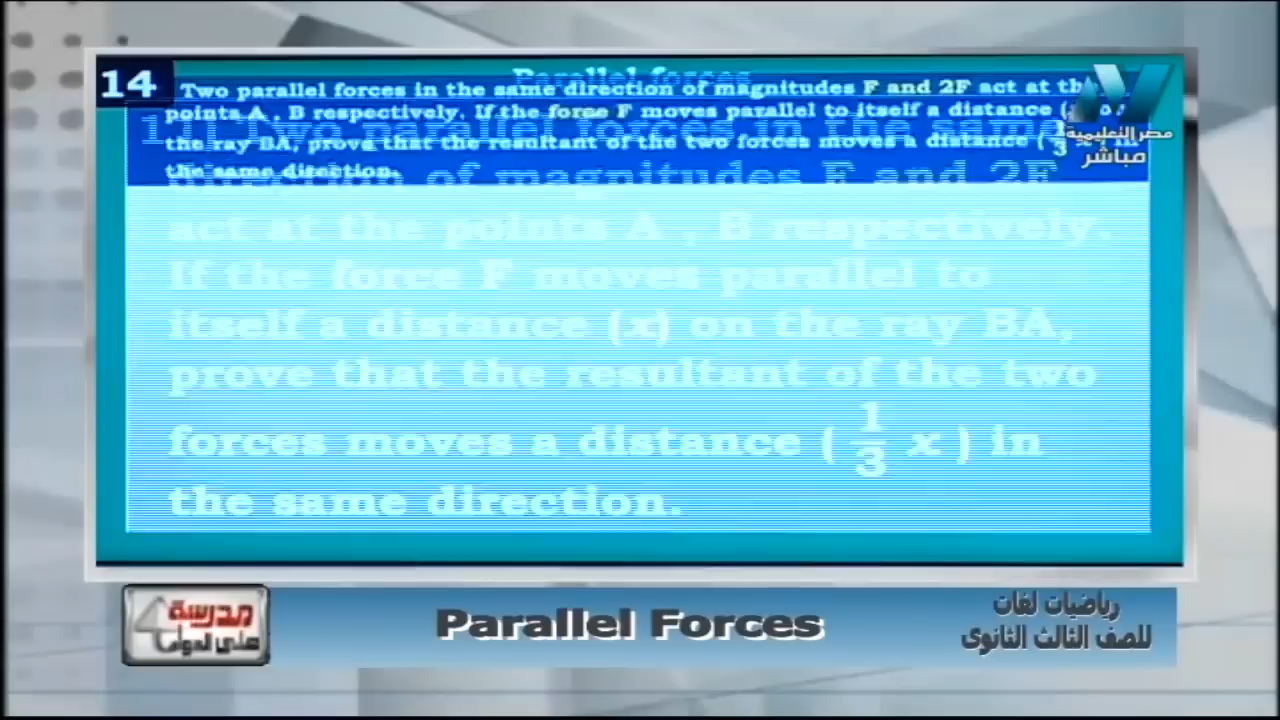 Parallel forces
14 Two parallel forces in the same direction of magnitudes F and 2F act at the
points A , B respectively. If the force F moves parallel to itself a distance (x) on
the ray BA, prove that the resultant of the two forces moves a distance ( 1/3 x ) in
the same direction.
مصر التعليمية
مباشر
Two parallel forces in the same
direction of magnitudes F and 2F
act at the points A , B respectively.
If the force F moves parallel to
itself a distance (x) on the ray BA,
prove that the resultant of the two
forces moves a distance ( 1/3 x ) in
the same direction.
مدرسة
على الهوا
Parallel Forces
رياضيات لغات
للصف الثالث الثانوى